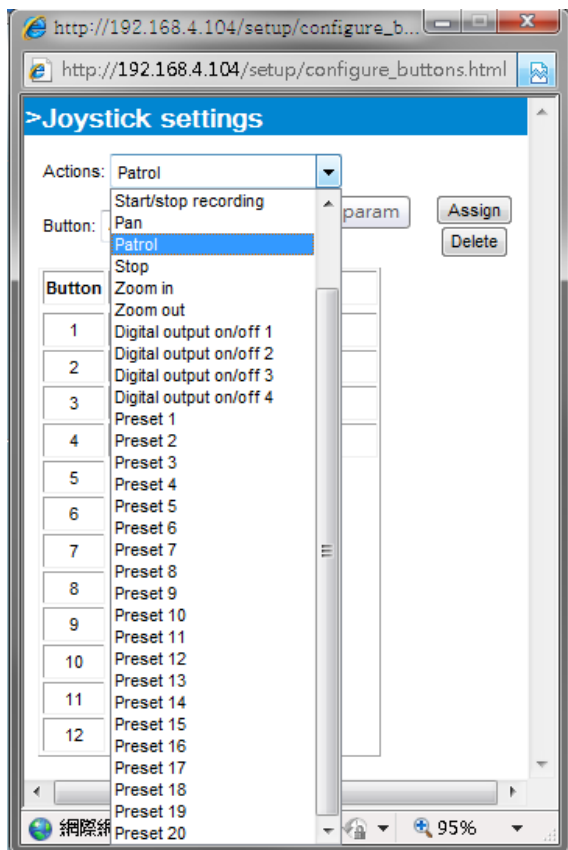 http://192.168.4.104/setup/configure_b...
http://192.168.4.104/setup/configure_buttons.html
>Joystick settings
Actions: Patrol
Button:
param
Assign
Delete
Start/stop recording
Pan
Patrol
Stop
Zoom in
Zoom out
Digital output on/off 1
Digital output on/off 2
Digital output on/off 3
Digital output on/off 4
Preset 1
Preset 2
Preset 3
Preset 4
Preset 5
Preset 6
Preset 7
Preset 8
Preset 9
Preset 10
Preset 11
Preset 12
Preset 13
Preset 14
Preset 15
Preset 16
Preset 17
Preset 18
Preset 19
Preset 20
Button
1
2
3
4
5
6
7
8
9
10
11
12
網際
95%